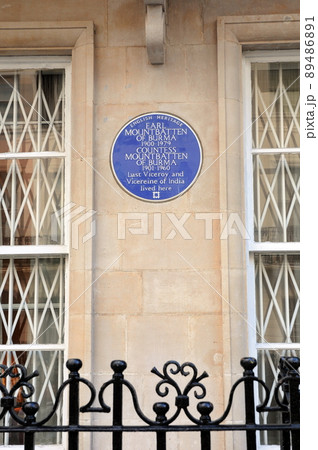 ENGLISH HERITAGE
EARL
MOUNTBATTEN
OF BURMA
1900-1979
COUNTESS
MOUNTBATTEN
OF BURMA
1901-1960
Last Viceroy and
Vicereine of India
lived here
PIXTA
pixta.jp - 89486891